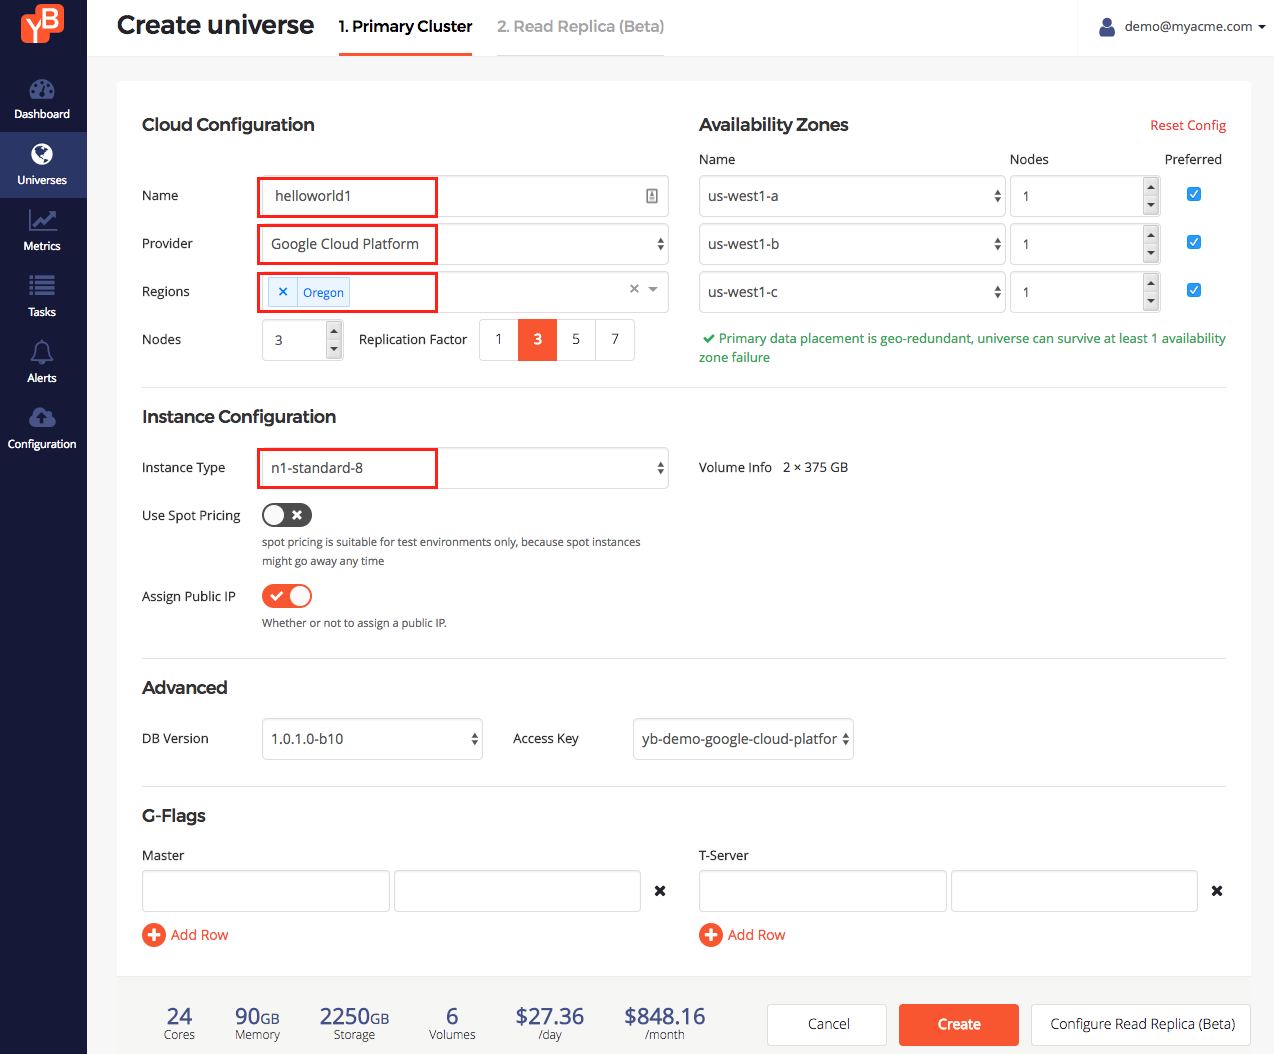 YB
Create universe
1. Primary Cluster
2. Read Replica (Beta)
demo@myacme.com
Dashboard
Universes
Metrics
Tasks
Alerts
Configuration
Cloud Configuration
Name
helloworld1
Provider
Google Cloud Platform
Regions
× Oregon
×
Nodes
3
Replication Factor
1
3
5
7
Availability Zones
Reset Config
Name
Nodes
Preferred
us-west1-a
1
us-west1-b
1
us-west1-c
1
Primary data placement is geo-redundant, universe can survive at least 1 availability
zone failure
Instance Configuration
Instance Type
n1-standard-8
Volume Info 2 × 375 GB
Use Spot Pricing
spot pricing is suitable for test environments only, because spot instances
might go away any time
Assign Public IP
Whether or not to assign a public IP.
Advanced
DB Version
1.0.1.0-b10
Access Key
yb-demo-google-cloud-platfor
G-Flags
Master
Add Row
T-Server
Add Row
24
Cores
90GB
Memory
2250GB
Storage
6
Volumes
$27.36
/day
$848.16
/month
Cancel
Create
Configure Read Replica (Beta)